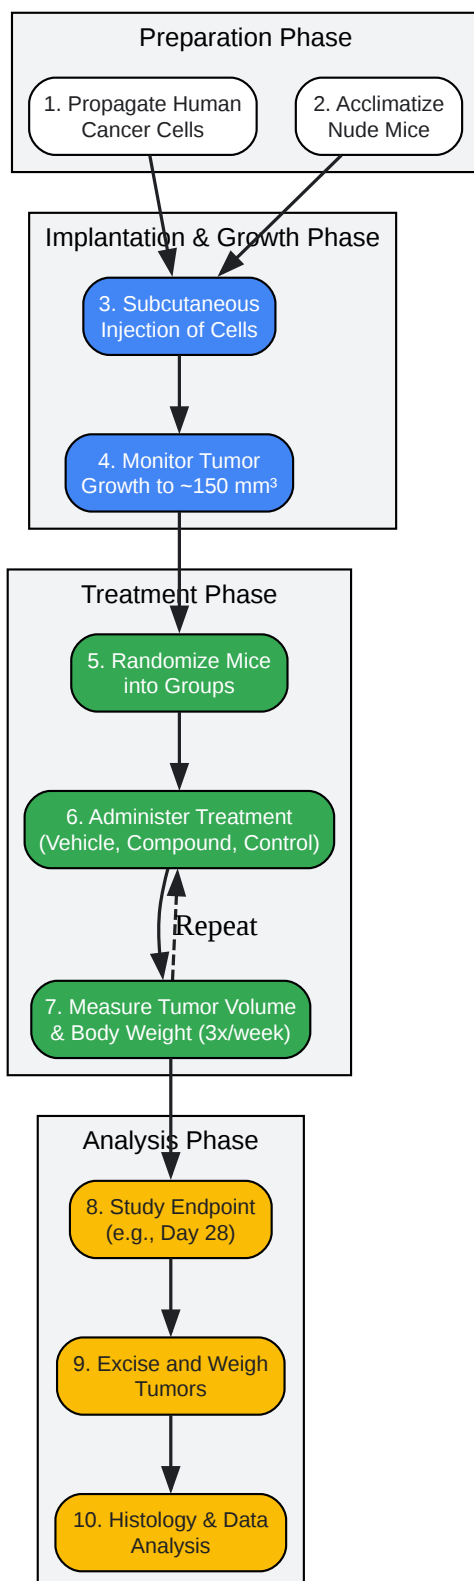 Preparation Phase
1. Propagate Human
Cancer Cells
2. Acclimatize
Nude Mice
Implantation & Growth Phase
3. Subcutaneous
Injection of Cells
4. Monitor Tumor
Growth to ~150 mm³
Treatment Phase
5. Randomize Mice
into Groups
6. Administer Treatment
(Vehicle, Compound, Control)
Repeat
7. Measure Tumor Volume
& Body Weight (3x/week)
Analysis Phase
8. Study Endpoint
(e.g., Day 28)
9. Excise and Weigh
Tumors
10. Histology & Data
Analysis